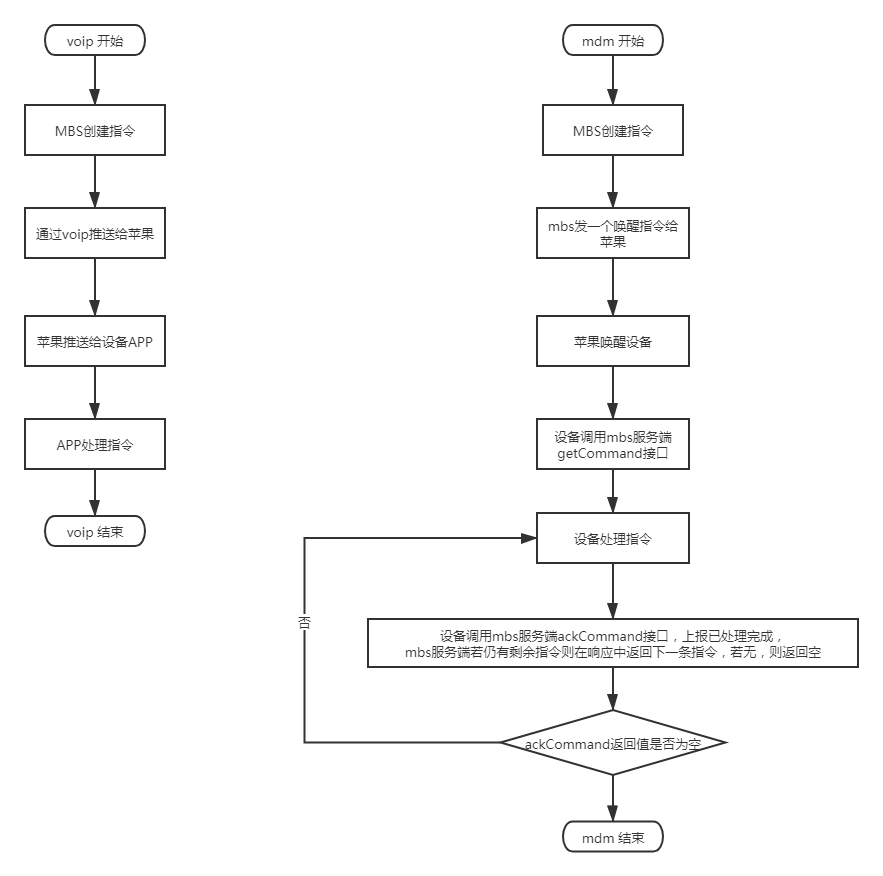 voip 开始
MBS创建指令
通过voip推送给苹果
苹果推送给设备APP
APP处理指令
voip 结束
mdm 开始
MBS创建指令
mbs发一个唤醒指令给
苹果
苹果唤醒设备
设备调用mbs服务端
getCommand接口
设备处理指令
否
设备调用mbs服务端ackCommand接口，上报已处理完成，
mbs服务端若仍有剩余指令则在响应中返回下一条指令，若无，则返回空
ackCommand返回值是否为空
mdm 结束